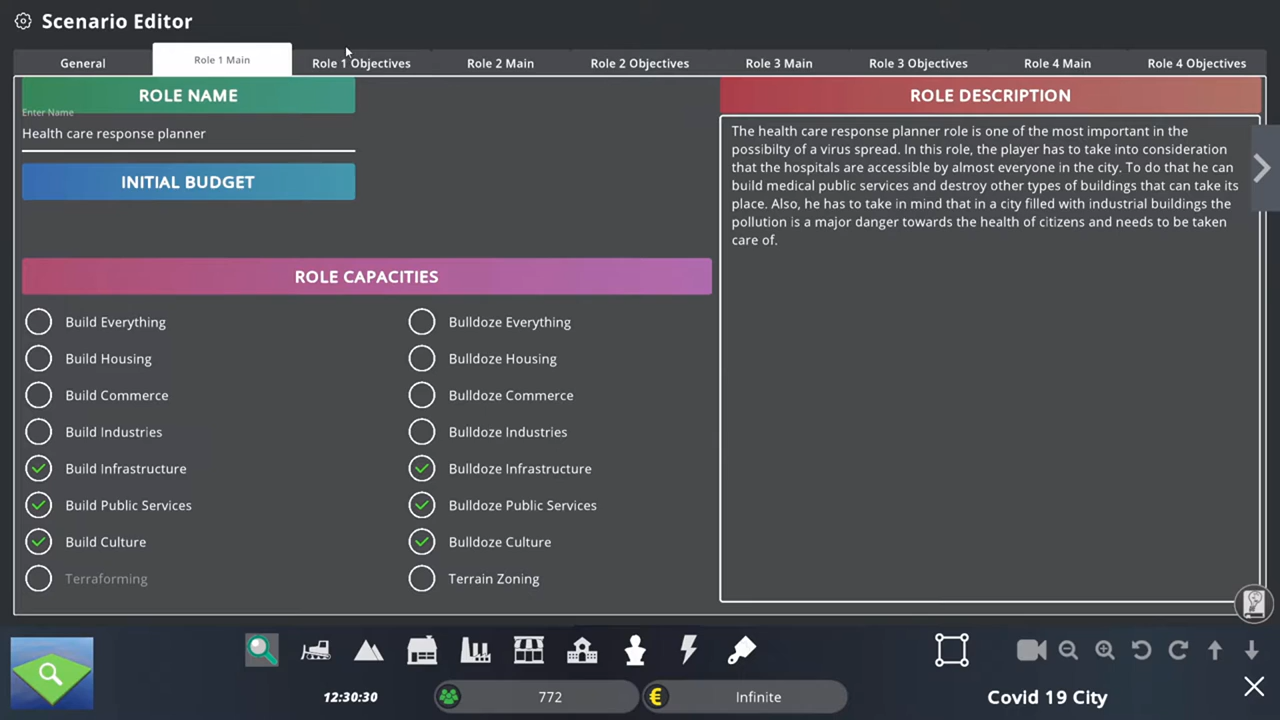 Scenario Editor
General
Role 1 Main
Role 1 Objectives
Role 2 Main
Role 2 Objectives
Role 3 Main
Role 3 Objectives
Role 4 Main
Role 4 Objectives
ROLE NAME
Enter Name
Health care response planner
INITIAL BUDGET
ROLE CAPACITIES
Build Everything
Bulldoze Everything
Build Housing
Bulldoze Housing
Build Commerce
Bulldoze Commerce
Build Industries
Bulldoze Industries
Build Infrastructure
Bulldoze Infrastructure
Build Public Services
Bulldoze Public Services
Build Culture
Bulldoze Culture
Terraforming
Terrain Zoning
ROLE DESCRIPTION
The health care response planner role is one of the most important in the
possibilty of a virus spread. In this role, the player has to take into consideration
that the hospitals are accessible by almost everyone in the city. To do that he can
build medical public services and destroy other types of buildings that can take its
place. Also, he has to take in mind that in a city filled with industrial buildings the
pollution is a major danger towards the health of citizens and needs to be taken
care of.
12:30:30
772
€
Infinite
Covid 19 City